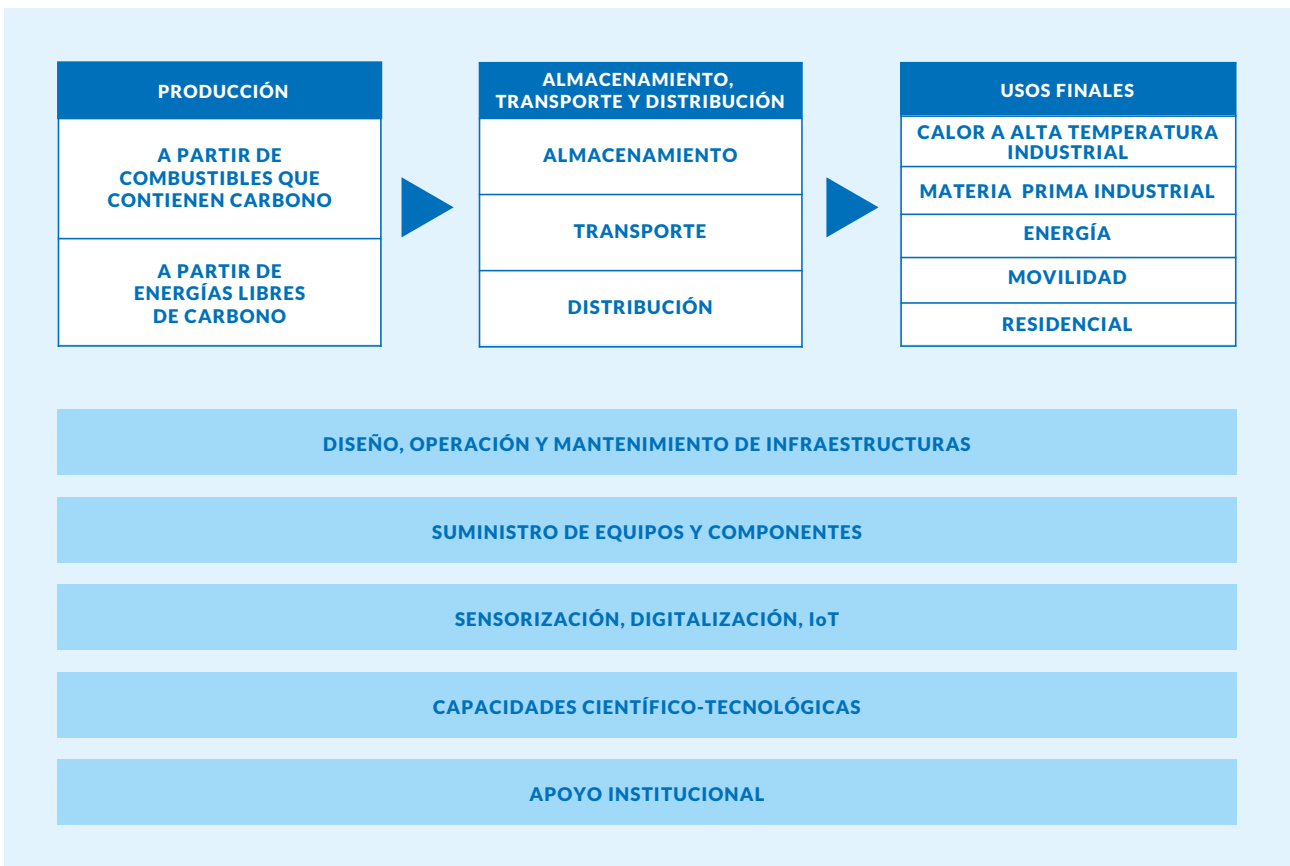 PRODUCCIÓN
A PARTIR DE
COMBUSTIBLES QUE
CONTIENEN CARBONO
A PARTIR DE
ENERGÍAS LIBRES
DE CARBONO
ALMACENAMIENTO,
TRANSPORTE Y DISTRIBUCIÓN
ALMACENAMIENTO
TRANSPORTE
DISTRIBUCIÓN
USOS FINALES
CALOR A ALTA TEMPERATURA
INDUSTRIAL
MATERIA PRIMA INDUSTRIAL
ENERGÍA
MOVILIDAD
RESIDENCIAL
DISEÑO, OPERACIÓN Y MANTENIMIENTO DE INFRAESTRUCTURAS
SUMINISTRO DE EQUIPOS Y COMPONENTES
SENSORIZACIÓN, DIGITALIZACIÓN, IoT
CAPACIDADES CIENTÍFICO-TECNOLÓGICAS
APOYO INSTITUCIONAL